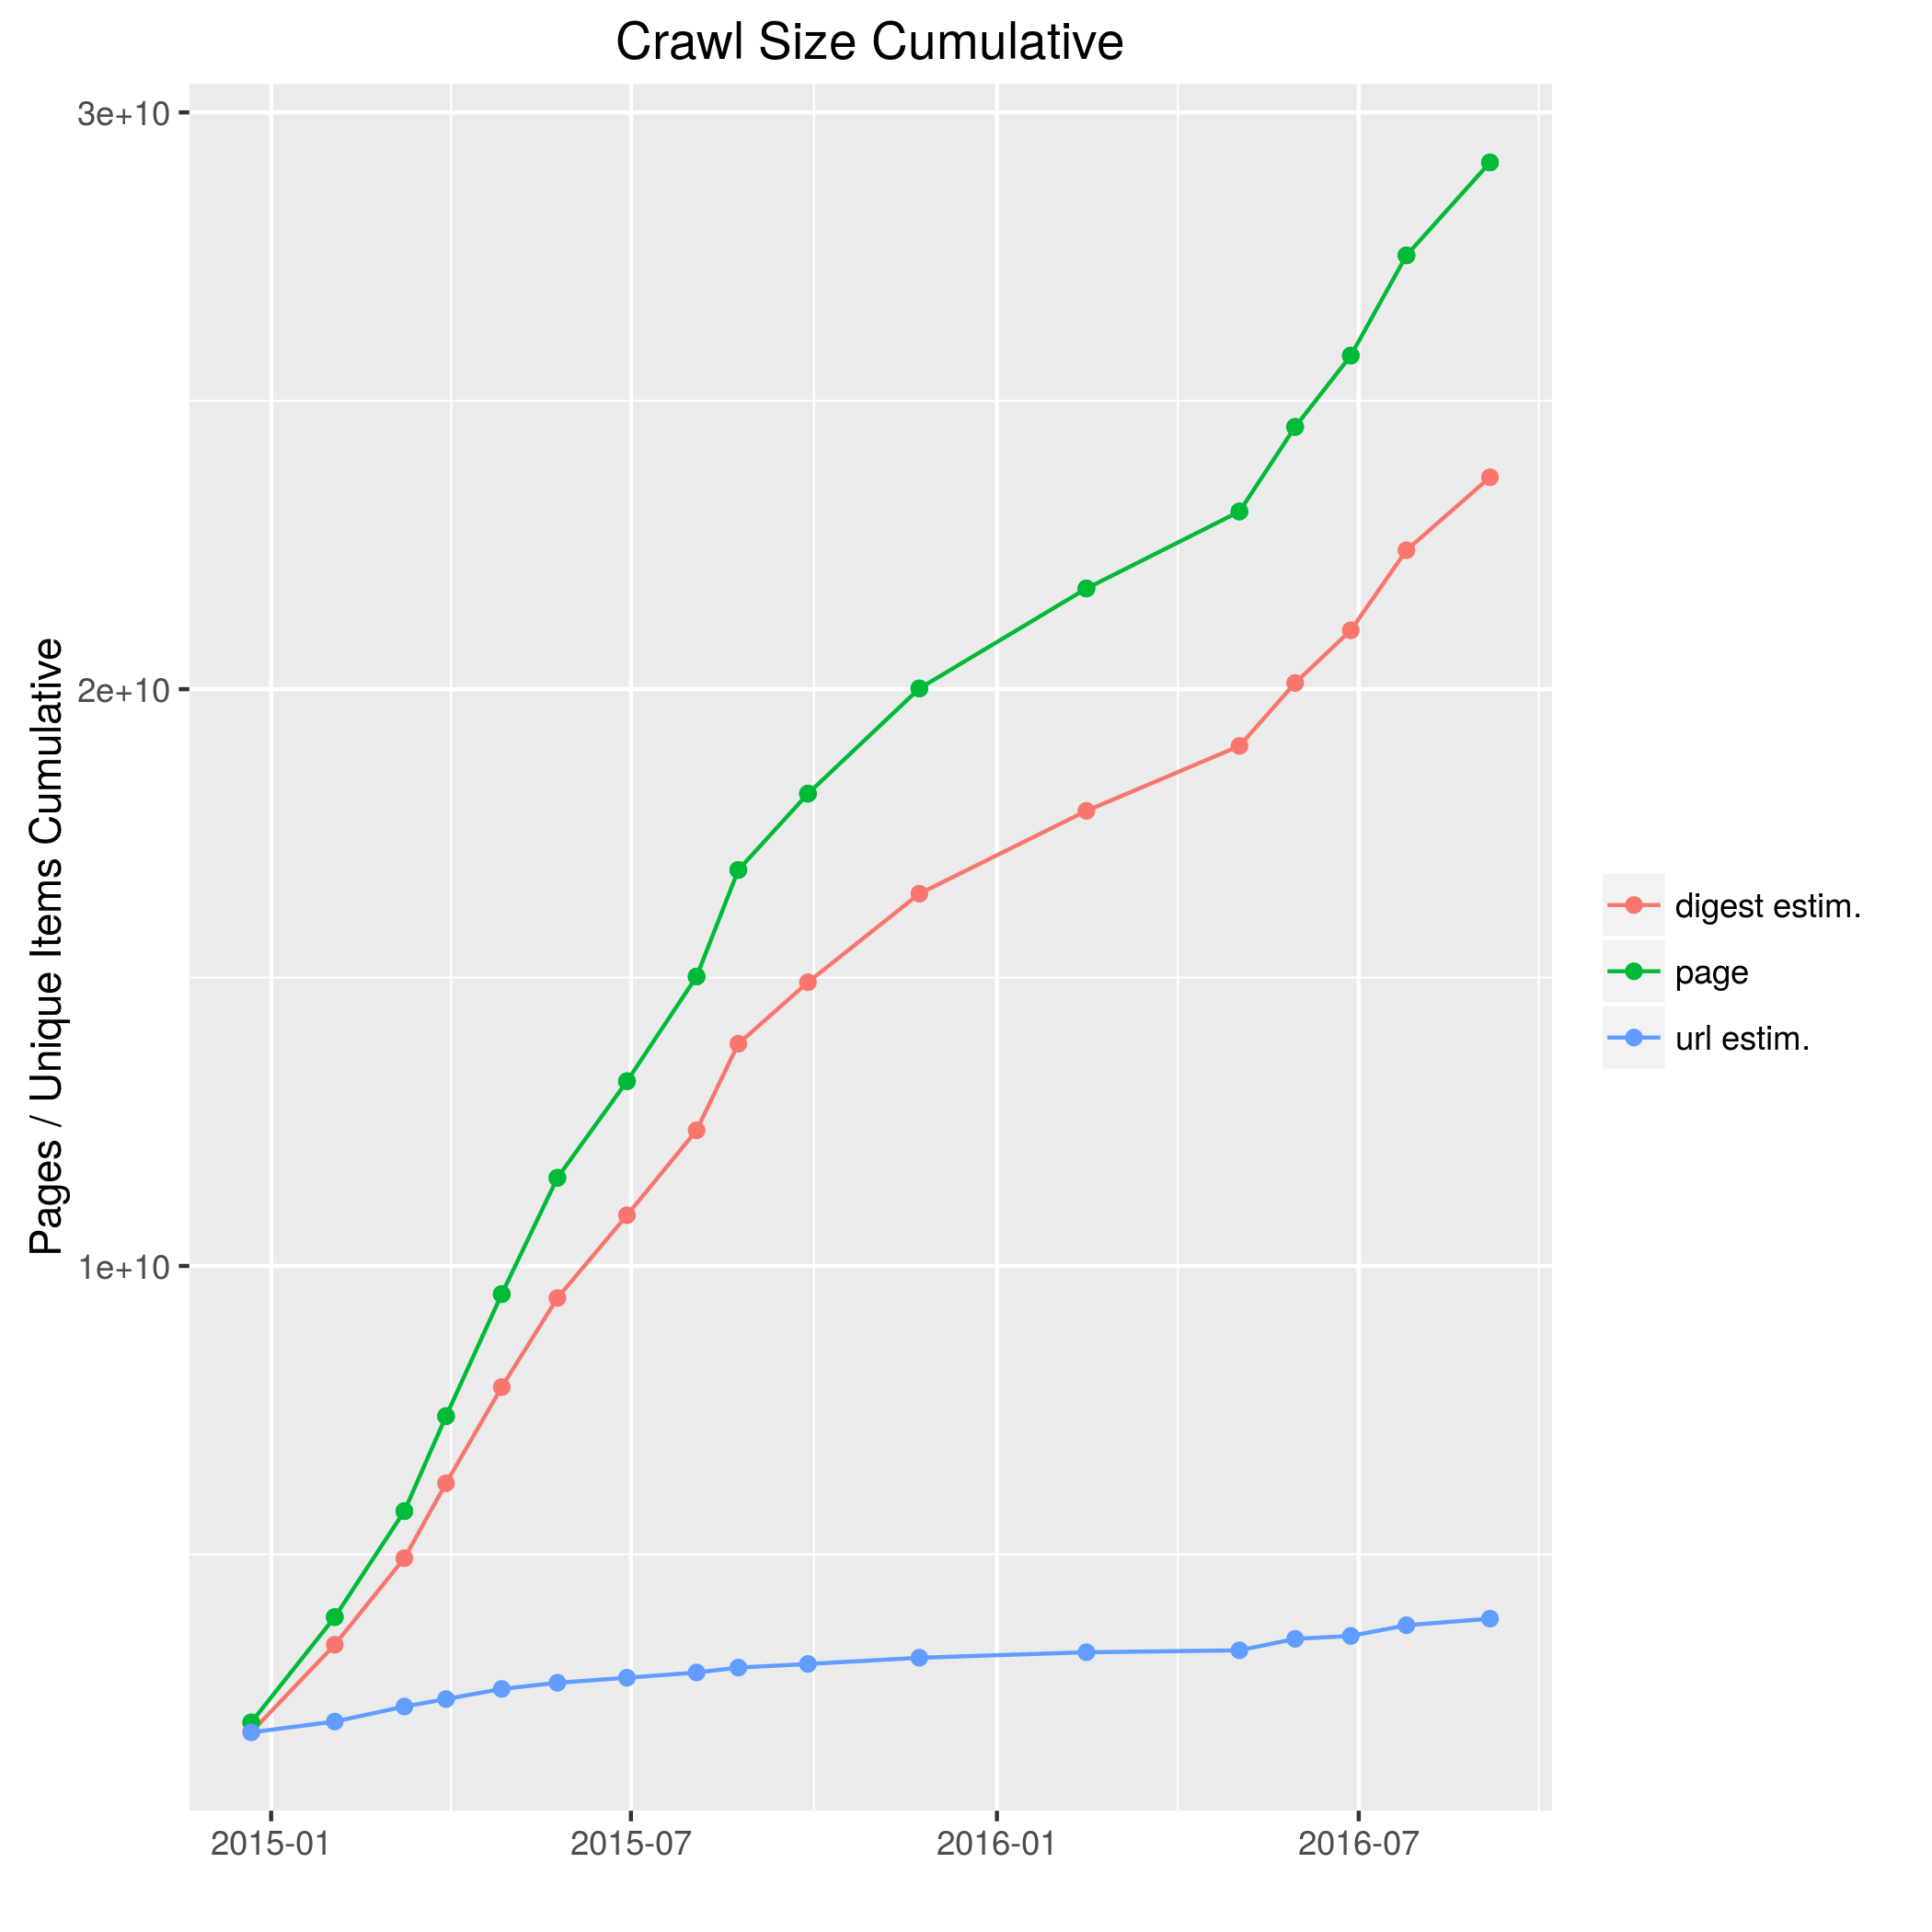 Crawl Size Cumulative
Pages / Unique Items Cumulative
3e+10
2e+10
1e+10
2015-01
2015-07
2016-01
2016-07
digest estim.
page
url estim.